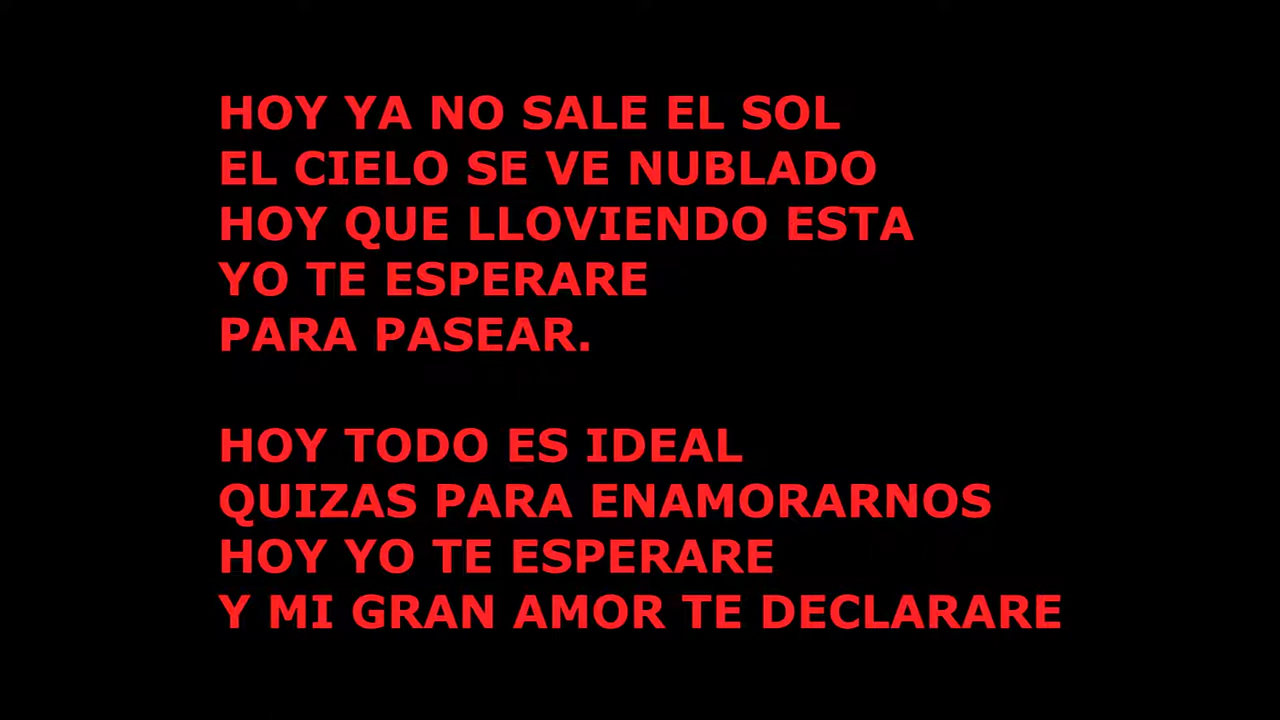 HOY YA NO SALE EL SOL
EL CIELO SE VE NUBLADO
HOY QUE LLOVIENDO ESTA
YO TE ESPERARE
PARA PASEAR.
HOY TODO ES IDEAL
QUIZAS PARA ENAMORARNOS
HOY YO TE ESPERARE
Y MI GRAN AMOR TE DECLARARE